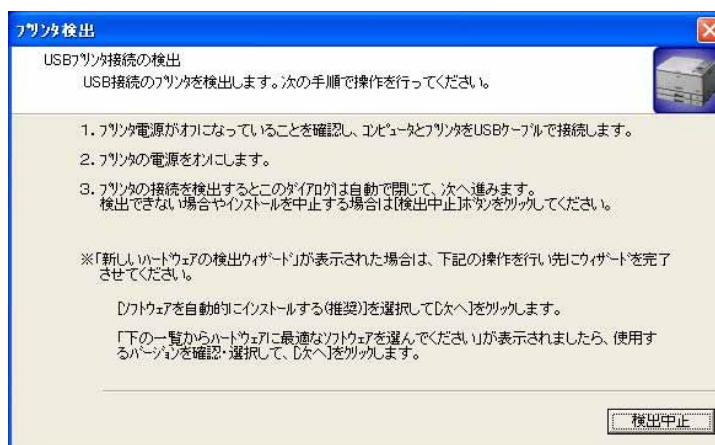 プリンタ検出
USBプリンタ接続の検出
USB接続のプリンタを検出します。次の手順で操作を行ってください。
1. プリンタ電源がオフになっていることを確認し、コンピュータとプリンタをUSBケーブルで接続します。
2. プリンタの電源をオンにします。
3. プリンタの接続を検出するとこのダイアログは自動で閉じて、次へ進みます。
検出できない場合やインストールを中止する場合は[検出中止]ボタンをクリックしてください。
※「新しいハードウェアの検出ウィザード」が表示された場合は、下記の操作を行い先にウィザードを完了
させてください。
[ソフトウェアを自動的にインストールする(推奨)]を選択して[次へ]をクリックします。
「下の一覧からハードウェアに最適なソフトウェアを選んでください」が表示されましたら、使用す
るバージョンを確認・選択して、[次へ]をクリックします。
検出中止